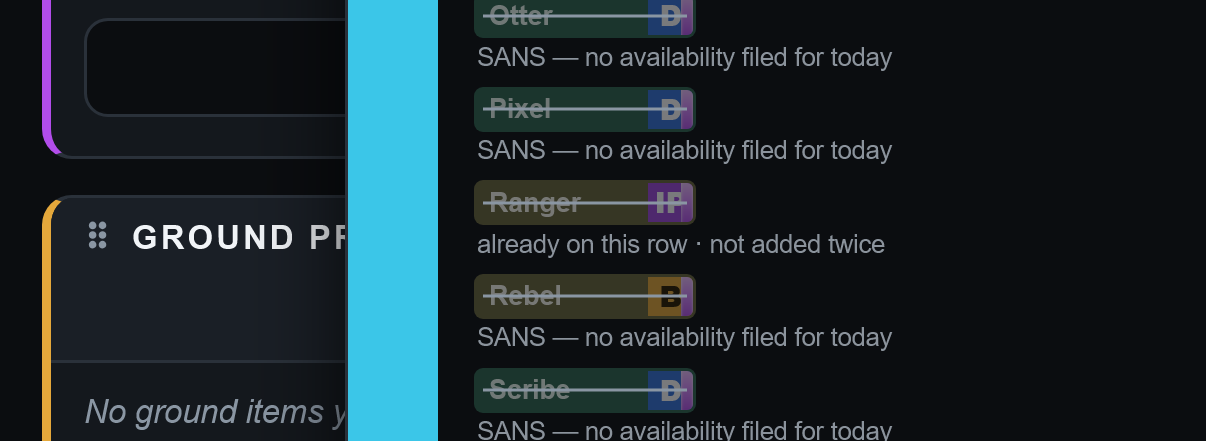 Otter D
SANS — no availability filed for today
Pixel D
SANS — no availability filed for today
Ranger IP
already on this row · not added twice
Rebel B
SANS — no availability filed for today
Scribe D
SANS — no availability filed for today
GROUND
No ground items